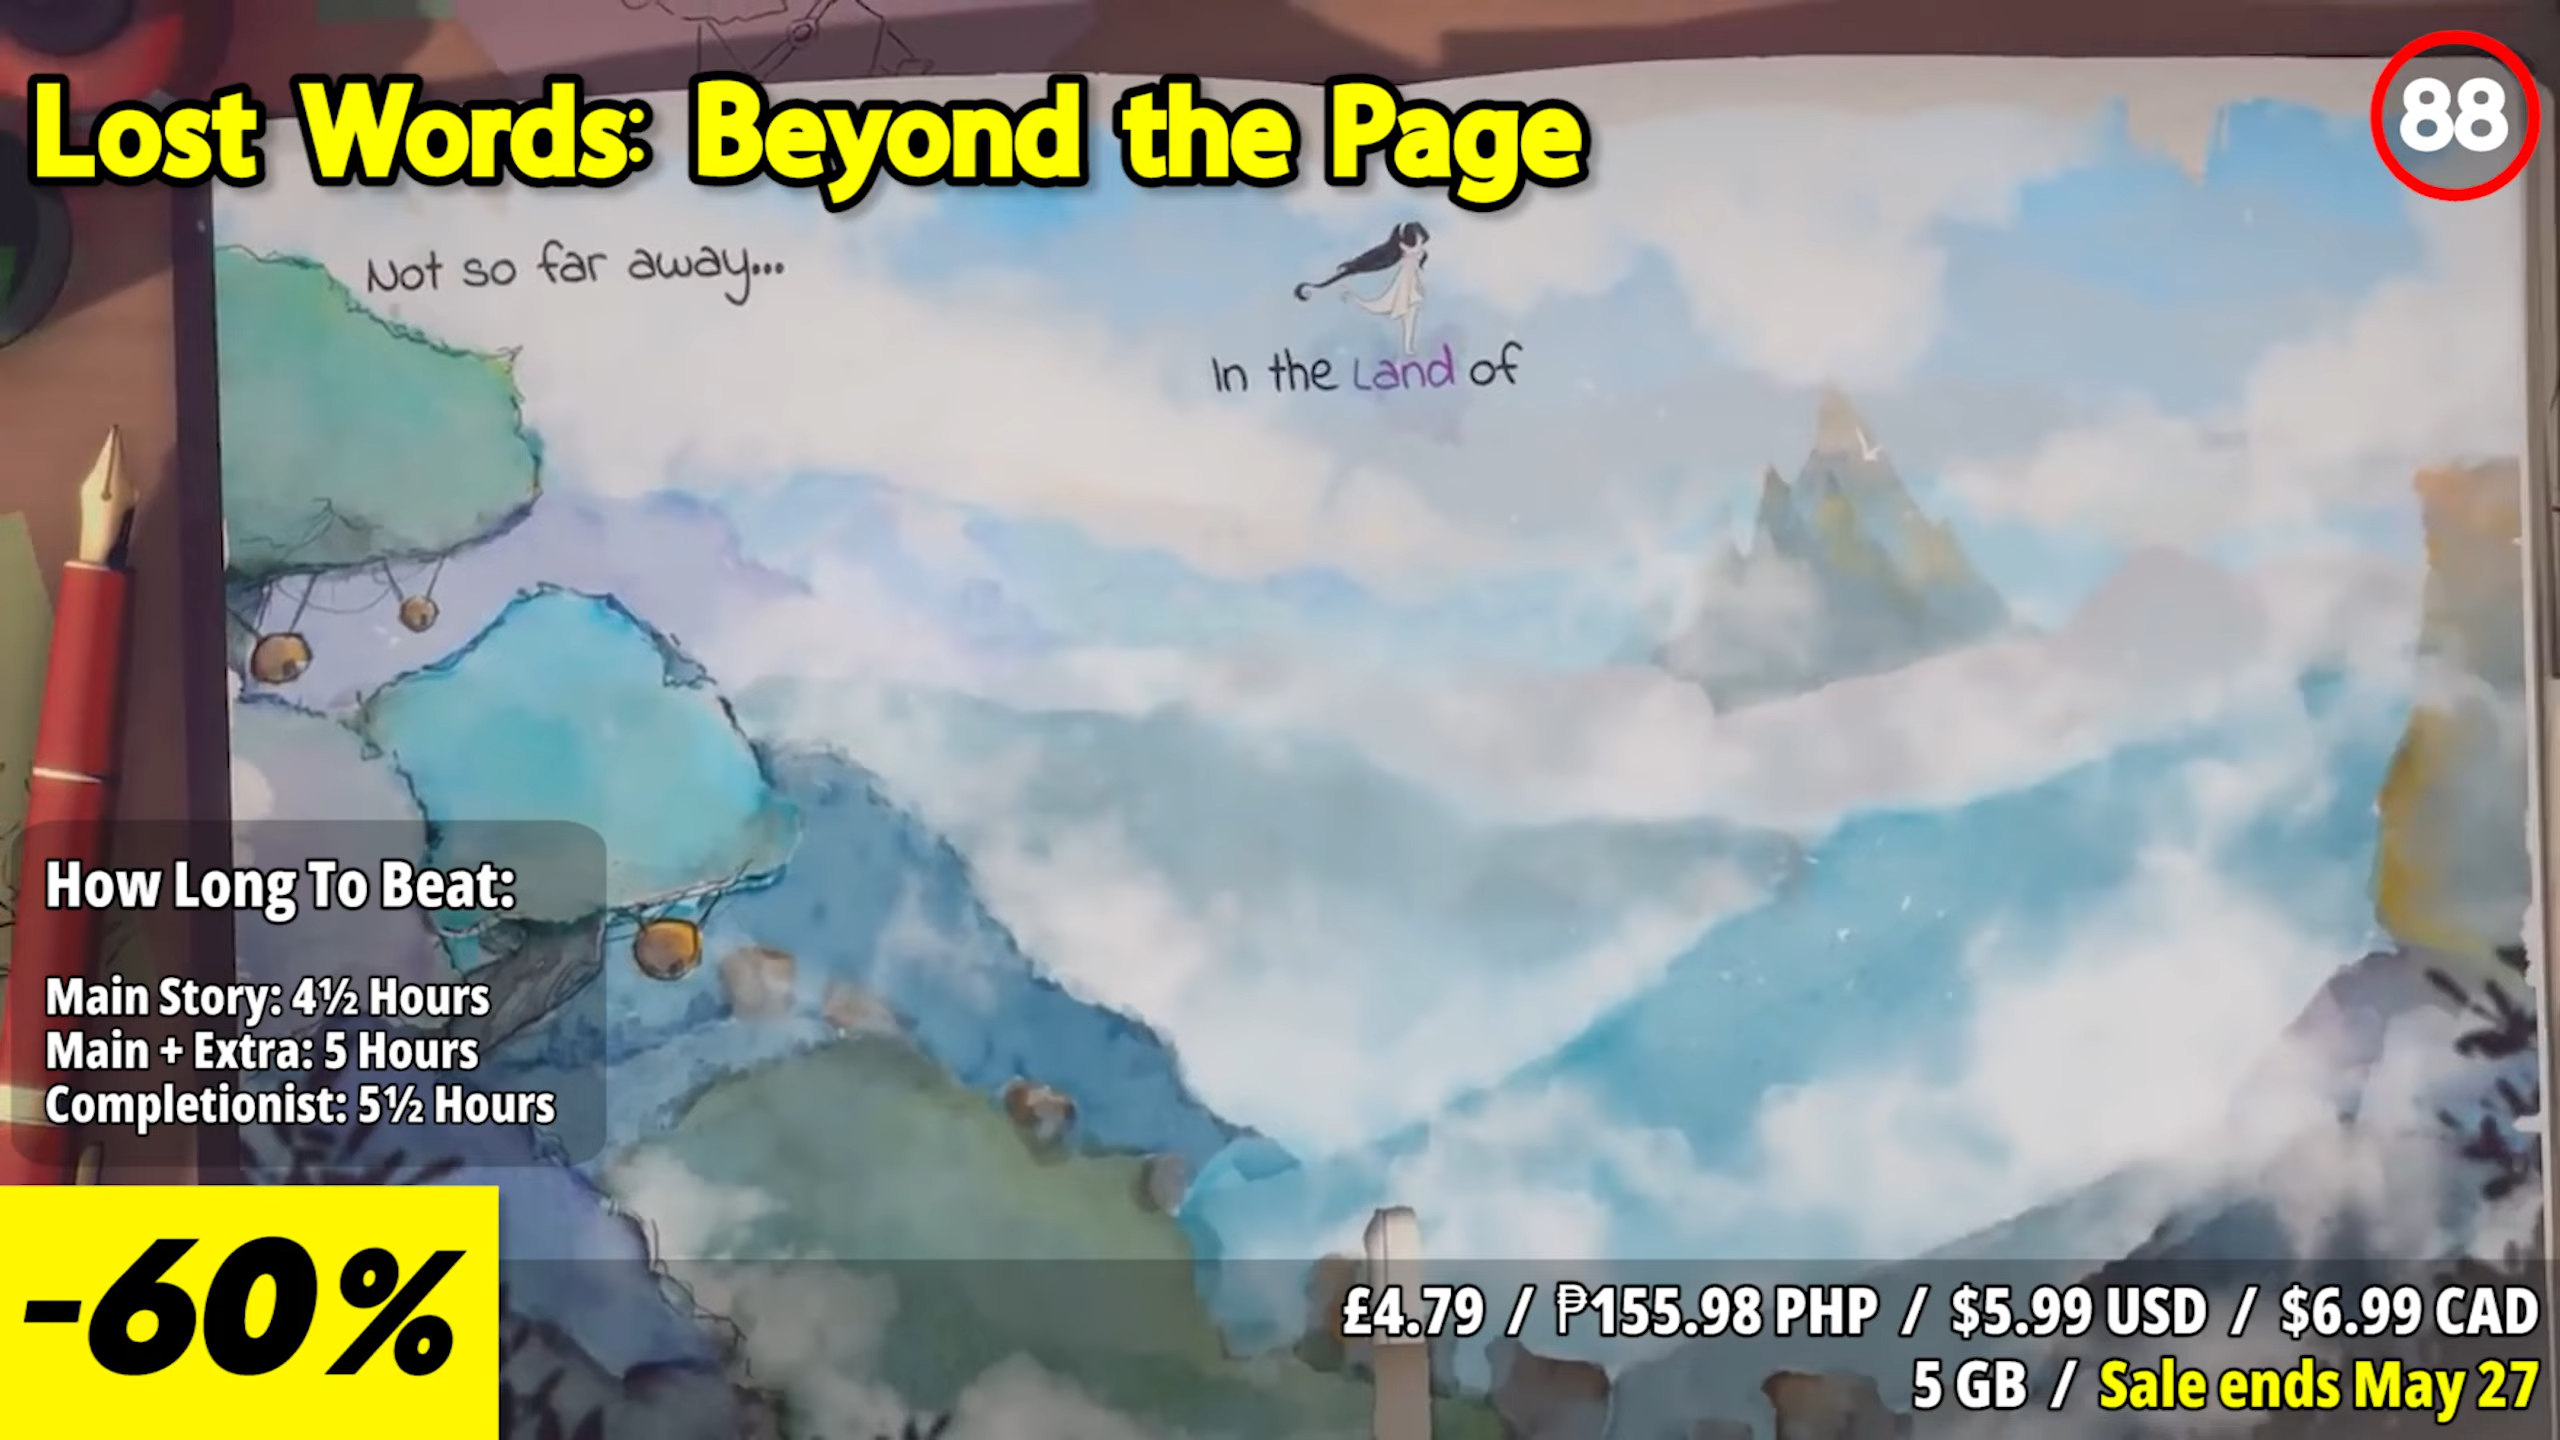 Lost Words: Beyond the Page
88
Not so far away...
In the Land of
How Long To Beat:
Main Story: 4½ Hours
Main + Extra: 5 Hours
Completionist: 5½ Hours
-60%
£4.79 / ₱155.98 PHP / $5.99 USD / $6.99 CAD
5 GB / Sale ends May 27